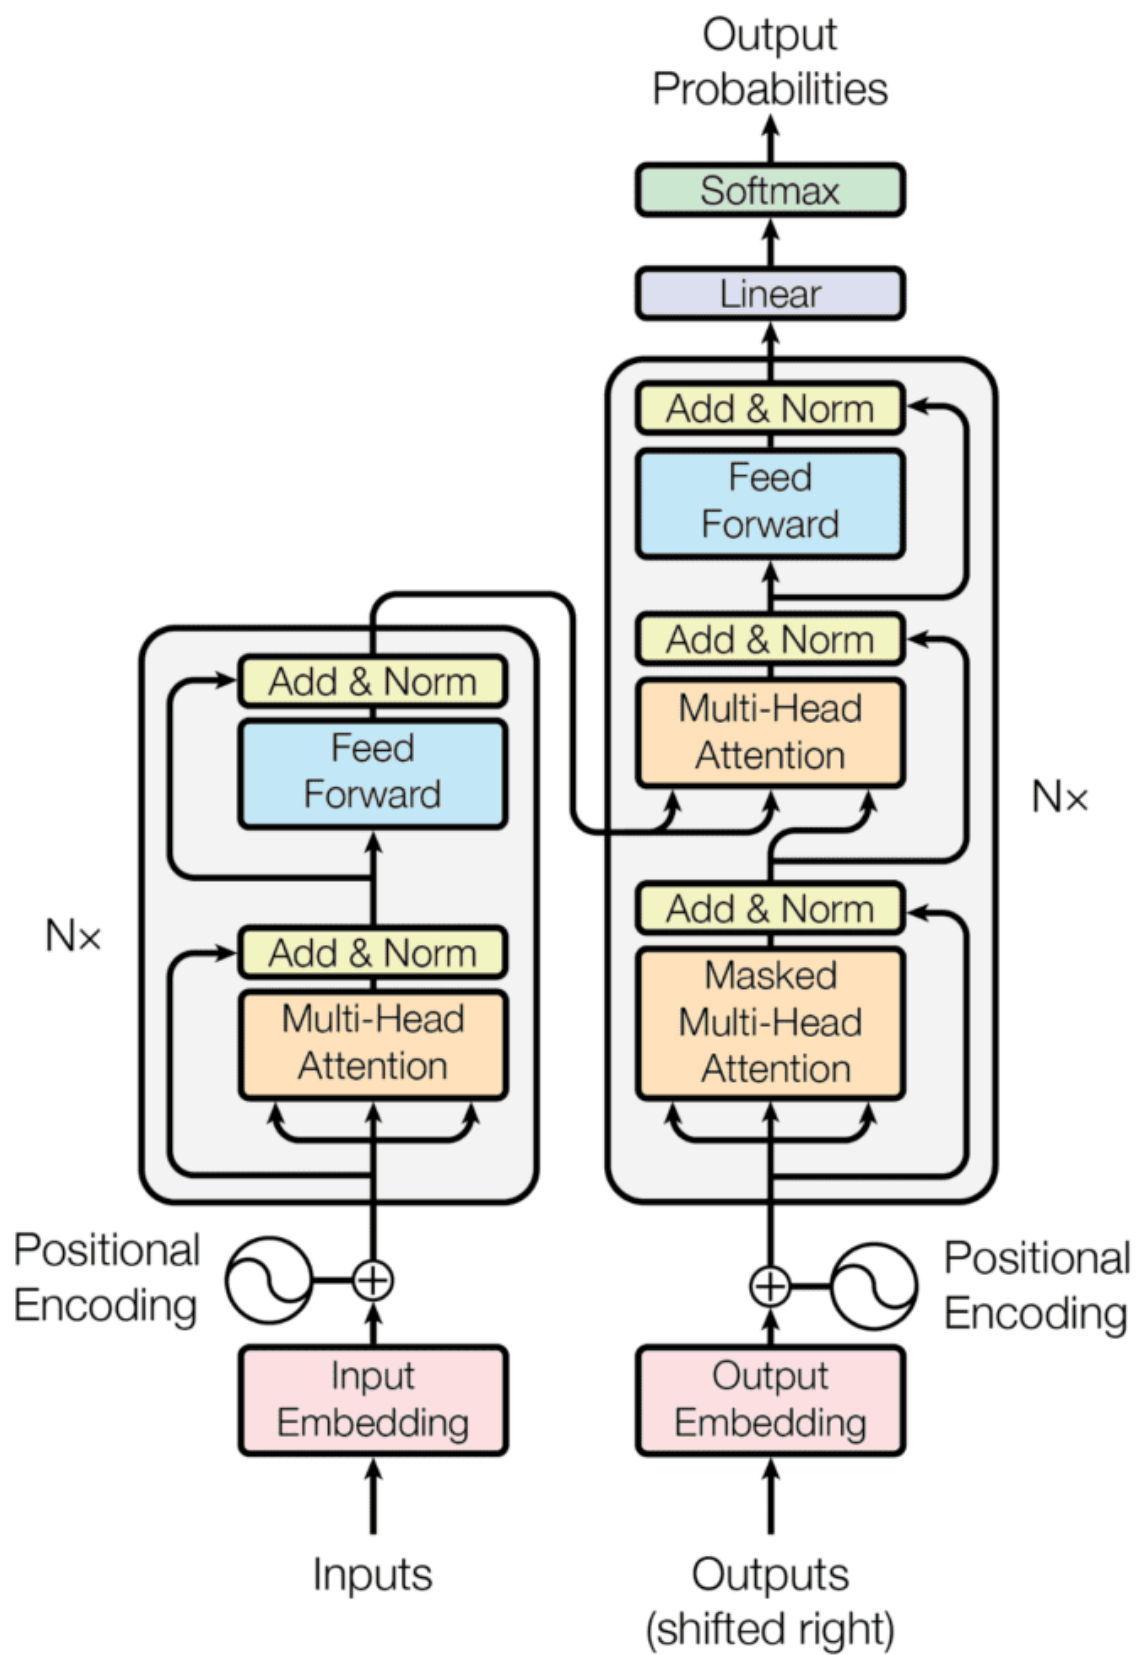 Output
Probabilities
Softmax
Linear
Add & Norm
Feed
Forward
Add & Norm
Multi-Head
Attention
Add & Norm
Masked
Multi-Head
Attention
N×
Positional
Encoding
Output
Embedding
Outputs
(shifted right)
Add & Norm
Feed
Forward
Add & Norm
Multi-Head
Attention
N×
Positional
Encoding
Input
Embedding
Inputs